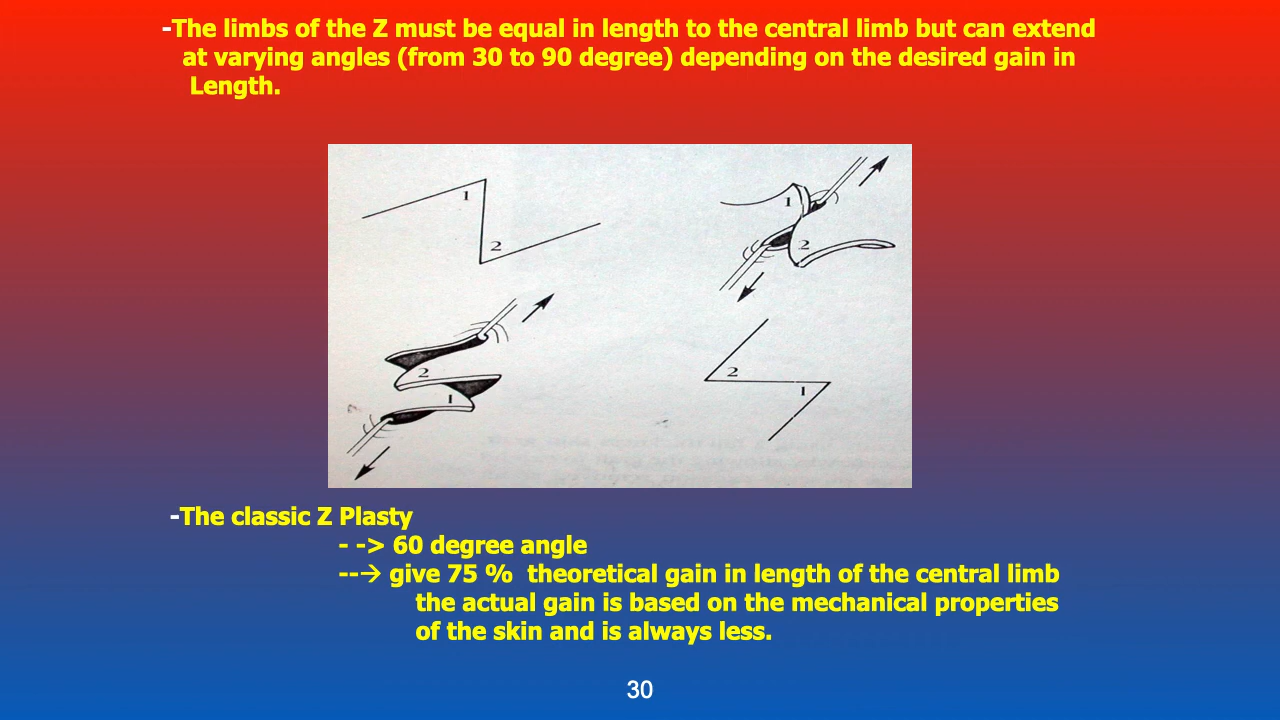 -The limbs of the Z must be equal in length to the central limb but can extend
at varying angles (from 30 to 90 degree) depending on the desired gain in
Length.
1
2
1
2
2
1
2
1
-The classic Z Plasty
- -> 60 degree angle
--→ give 75 % theoretical gain in length of the central limb
the actual gain is based on the mechanical properties
of the skin and is always less.
30